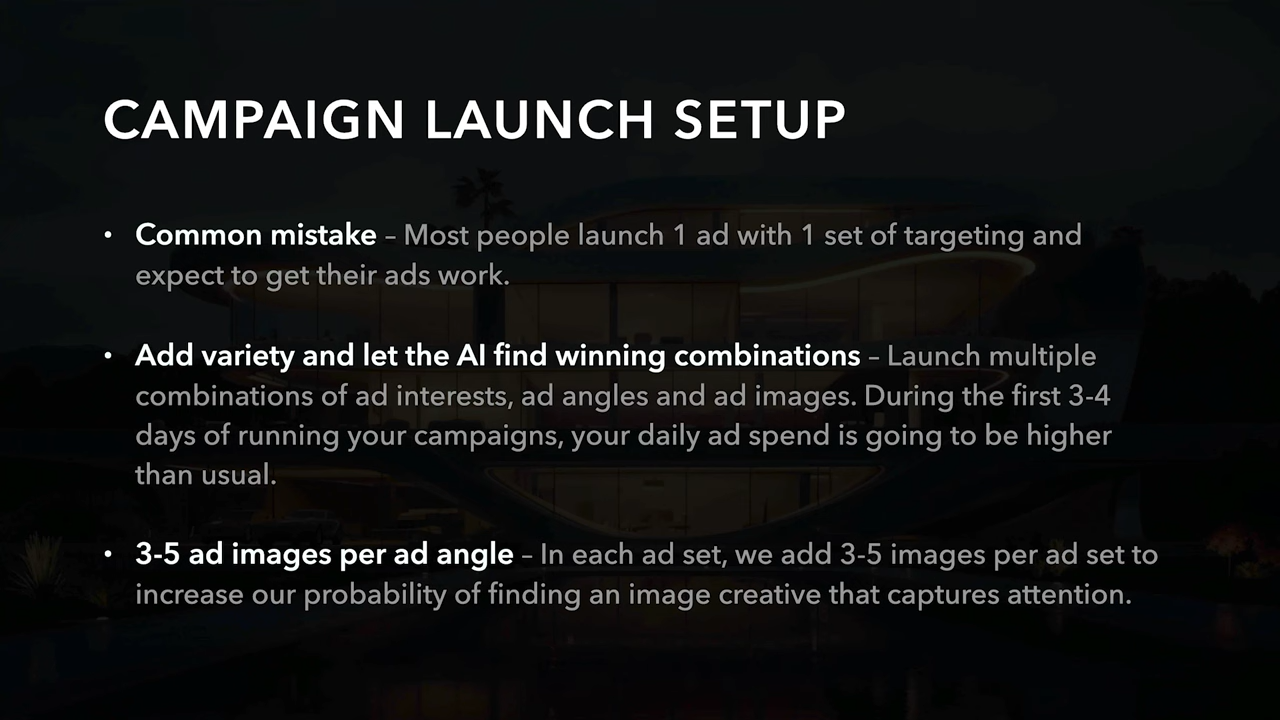 CAMPAIGN LAUNCH SETUP
• Common mistake – Most people launch 1 ad with 1 set of targeting and
expect to get their ads work.
• Add variety and let the AI find winning combinations – Launch multiple
combinations of ad interests, ad angles and ad images. During the first 3-4
days of running your campaigns, your daily ad spend is going to be higher
than usual.
• 3-5 ad images per ad angle – In each ad set, we add 3-5 images per ad set to
increase our probability of finding an image creative that captures attention.